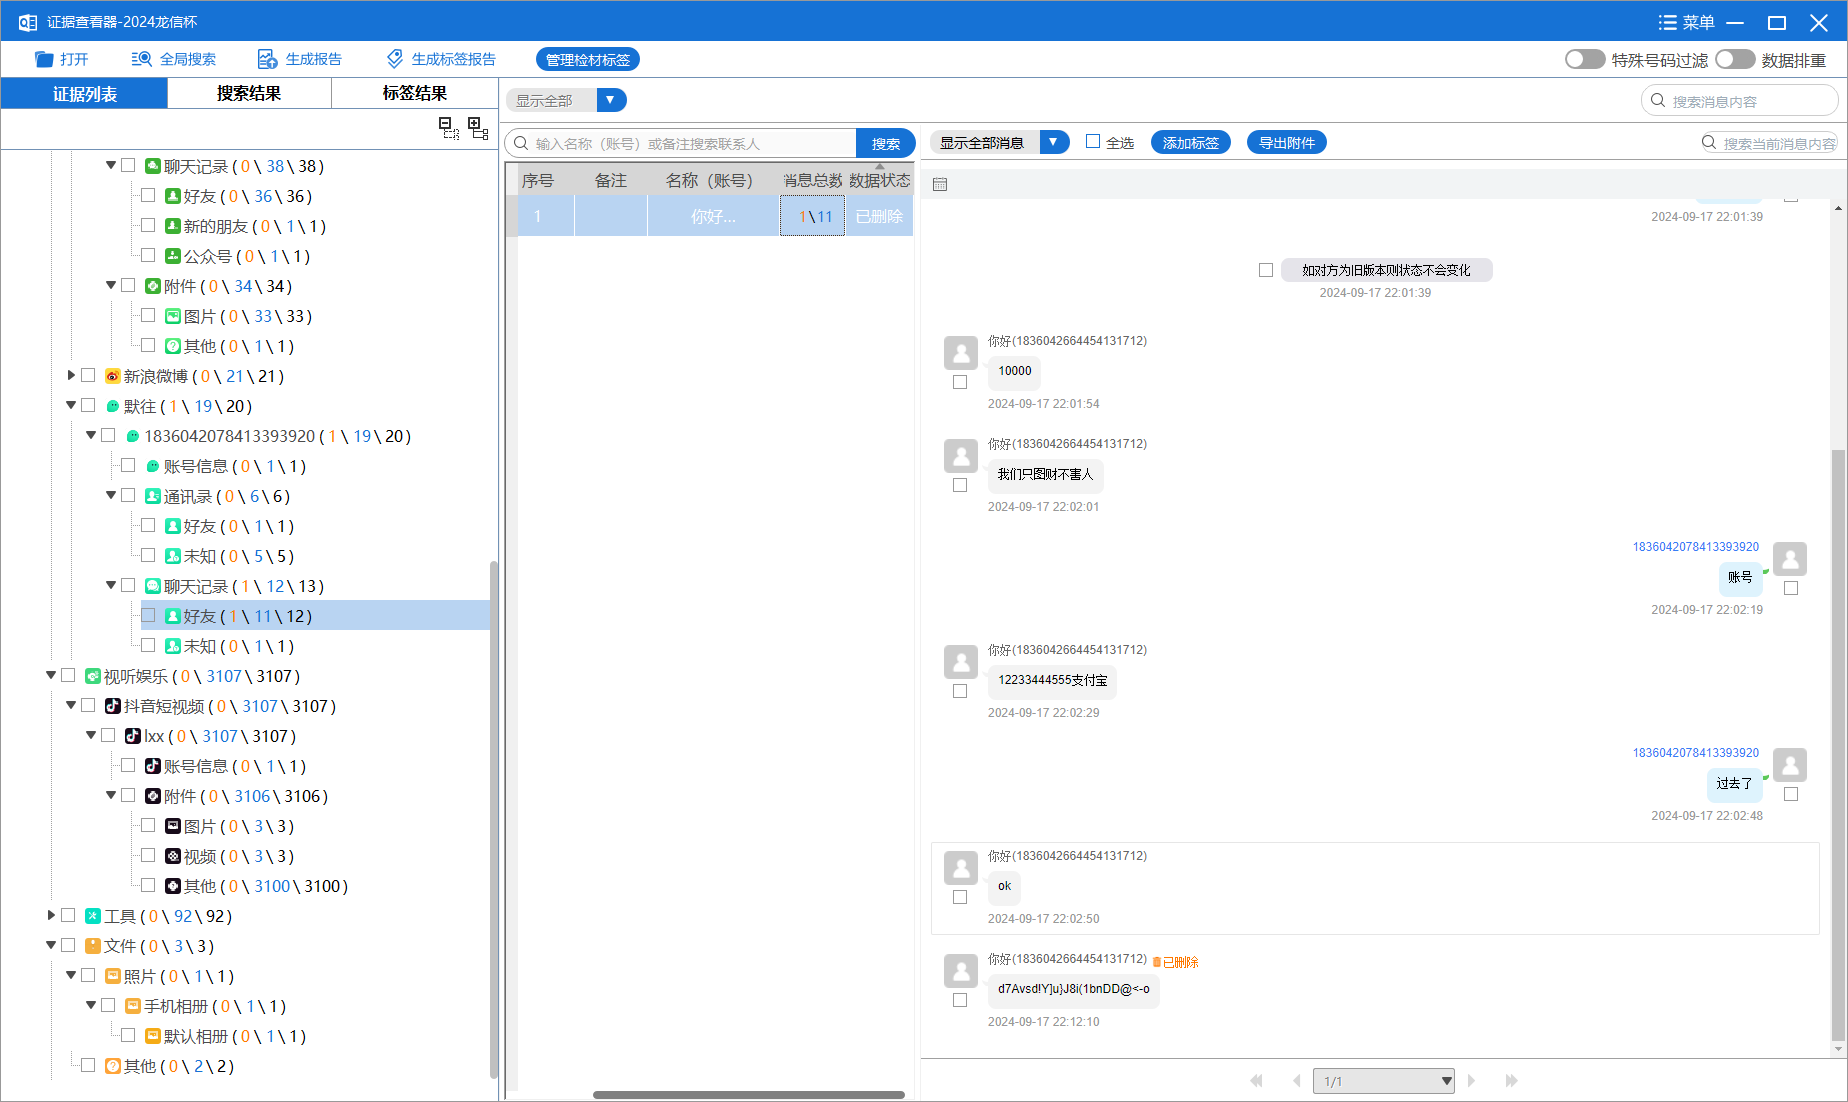 证据查看器-2024龙信杯
菜单
打开
全局搜索
生成报告
生成标签报告
管理检材标签
特殊号码过滤
数据排重
证据列表
搜索结果
标签结果
聊天记录 ( 0 \ 38 \ 38 )
好友 ( 0 \ 36 \ 36 )
新的朋友 ( 0 \ 1 \ 1 )
公众号 ( 0 \ 1 \ 1 )
附件 ( 0 \ 34 \ 34 )
图片 ( 0 \ 33 \ 33 )
其他 ( 0 \ 1 \ 1 )
新浪微博 ( 0 \ 21 \ 21 )
默往 ( 1 \ 19 \ 20 )
1836042078413393920 ( 1 \ 19 \ 20 )
账号信息 ( 0 \ 1 \ 1 )
通讯录 ( 0 \ 6 \ 6 )
好友 ( 0 \ 1 \ 1 )
未知 ( 0 \ 5 \ 5 )
聊天记录 ( 1 \ 12 \ 13 )
好友 ( 1 \ 11 \ 12 )
未知 ( 0 \ 1 \ 1 )
视听娱乐 ( 0 \ 3107 \ 3107 )
抖音短视频 ( 0 \ 3107 \ 3107 )
lxx ( 0 \ 3107 \ 3107 )
账号信息 ( 0 \ 1 \ 1 )
附件 ( 0 \ 3106 \ 3106 )
图片 ( 0 \ 3 \ 3 )
视频 ( 0 \ 3 \ 3 )
其他 ( 0 \ 3100 \ 3100 )
工具 ( 0 \ 92 \ 92 )
文件 ( 0 \ 3 \ 3 )
照片 ( 0 \ 1 \ 1 )
手机相册 ( 0 \ 1 \ 1 )
默认相册 ( 0 \ 1 \ 1 )
其他 ( 0 \ 2 \ 2 )
显示全部
搜索消息内容
输入名称（账号）或备注搜索联系人
搜索
序号 备注 名称（账号） 消息总数 数据状态
1 你好... 1\11 已删除
显示全部消息
全选
添加标签
导出附件
搜索当前消息内容
2024-09-17 22:01:39
如对方为旧版本则状态不会变化
2024-09-17 22:01:39
你好(1836042664454131712)
10000
2024-09-17 22:01:54
你好(1836042664454131712)
我们只图财不害人
2024-09-17 22:02:01
1836042078413393920
账号
2024-09-17 22:02:19
你好(1836042664454131712)
12233444555支付宝
2024-09-17 22:02:29
1836042078413393920
过去了
2024-09-17 22:02:48
你好(1836042664454131712)
ok
2024-09-17 22:02:50
你好(1836042664454131712) 已删除
d7Avsd!Y]u}J8i(1bnDD@<-o
2024-09-17 22:12:10
1/1